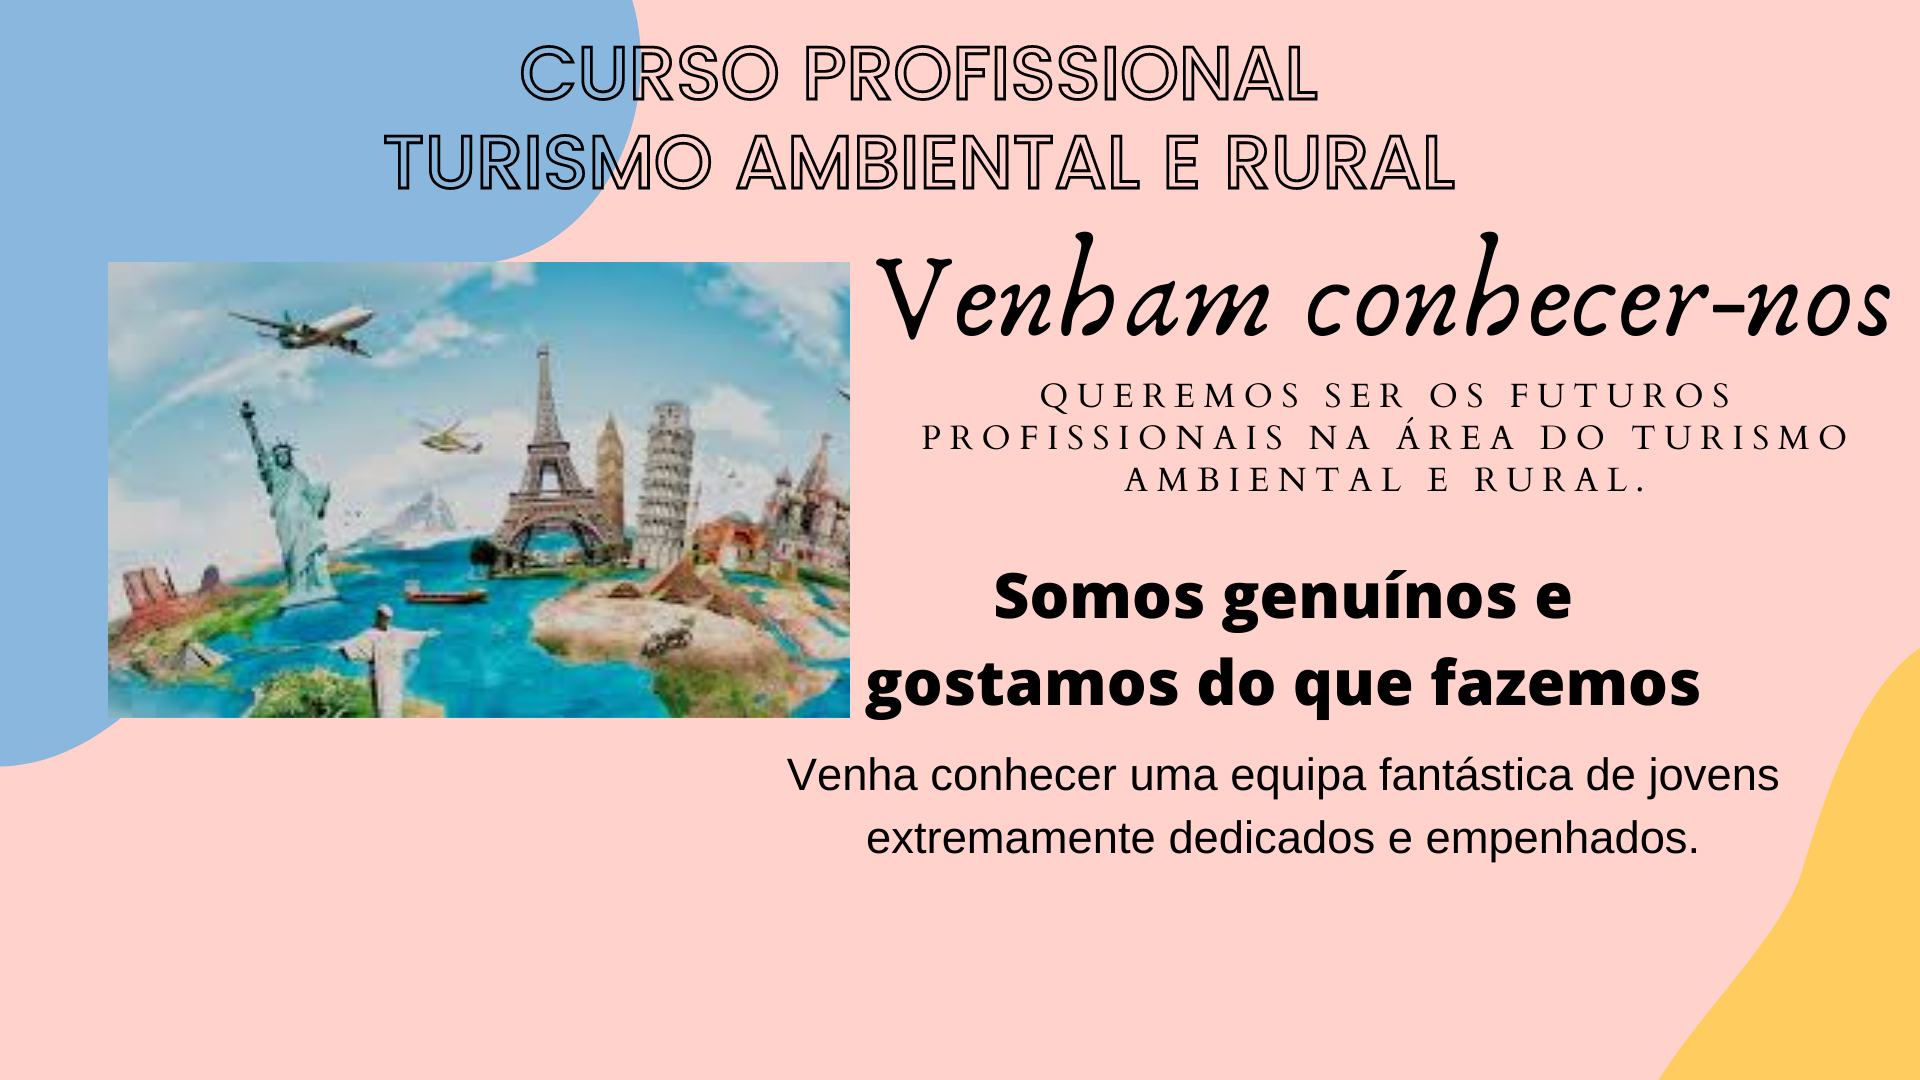 CURSO PROFISSIONAL
TURISMO AMBIENTAL E RURAL
Venham conhecer-nos
QUEREMOS SER OS FUTUROS
PROFISSIONAIS NA ÁREA DO TURISMO
AMBIENTAL E RURAL.
Somos genuínos e
gostamos do que fazemos
Venha conhecer uma equipa fantástica de jovens
extremamente dedicados e empenhados.